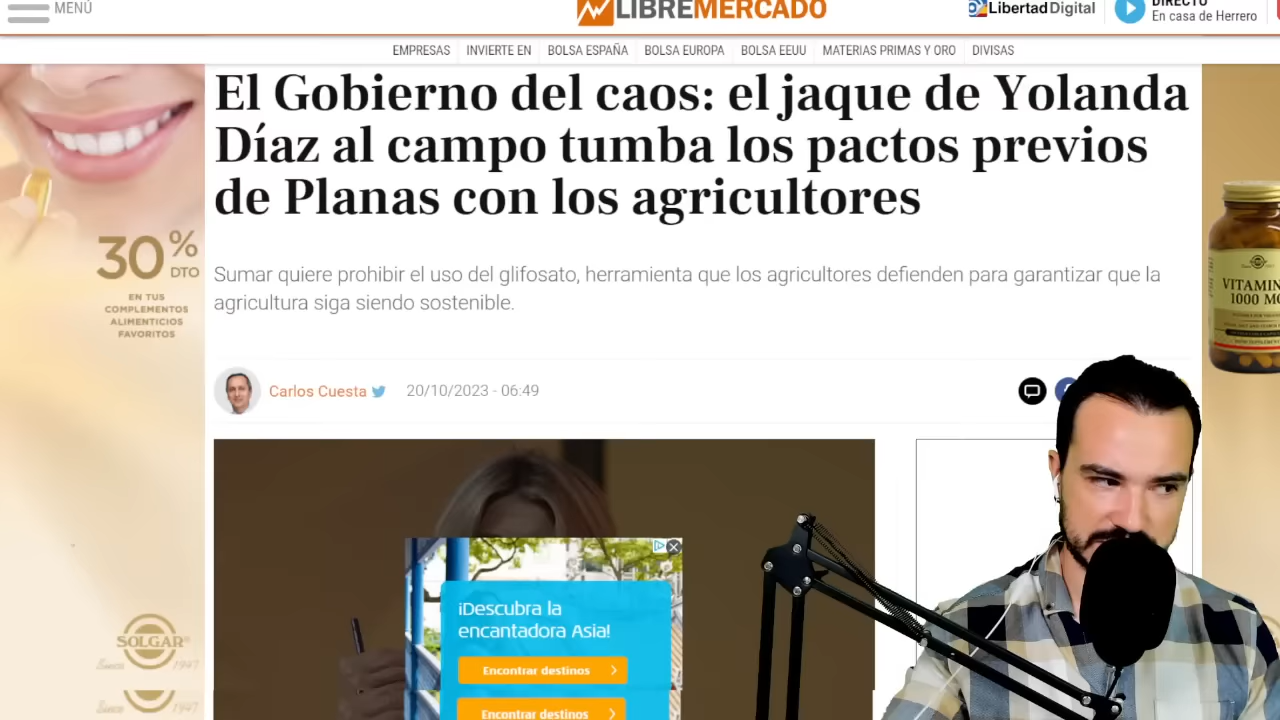 MENÚ
LIBREMERCADO
Libertad Digital
DIRECTO
En casa de Herrero
EMPRESAS
INVIERTE EN
BOLSA ESPAÑA
BOLSA EUROPA
BOLSA EEUU
MATERIAS PRIMAS Y ORO
DIVISAS
El Gobierno del caos: el jaque de Yolanda
Díaz al campo tumba los pactos previos
de Planas con los agricultores
Sumar quiere prohibir el uso del glifosato, herramienta que los agricultores defienden para garantizar que la
agricultura siga siendo sostenible.
Carlos Cuesta
20/10/2023 - 06:49
30% DTO
EN TUS
COMPLEMENTOS
ALIMENTICIOS
FAVORITOS
SOLGAR®
Since 1947
Since 1947
VITAMIN
1000 M
¡Descubra la
encantadora Asia!
Encontrar destinos
Encontrar destinos